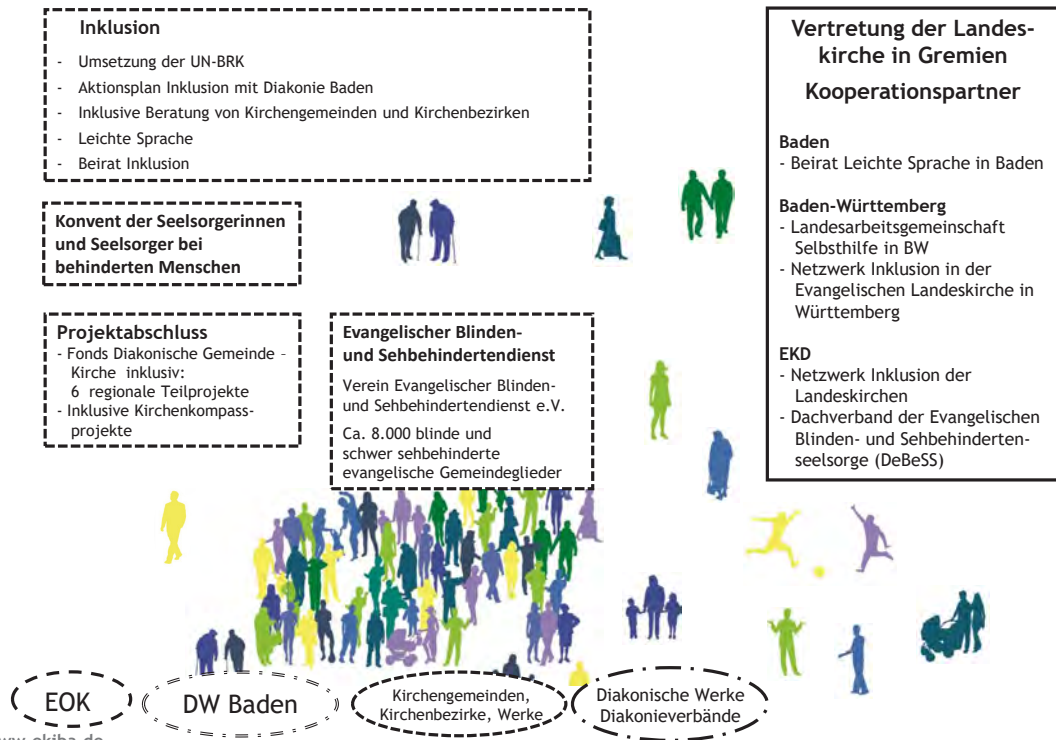 Inklusion
- Umsetzung der UN-BRK
- Aktionsplan Inklusion mit Diakonie Baden
- Inklusive Beratung von Kirchengemeinden und Kirchenbezirken
- Leichte Sprache
- Beirat Inklusion
Konvent der Seelsorgerinnen
und Seelsorger bei
behinderten Menschen
Projektabschluss
- Fonds Diakonische Gemeinde -
Kirche inklusiv:
6 regionale Teilprojekte
- Inklusive Kirchenkompass-
projekte
Evangelischer Blinden-
und Sehbehindertendienst
Verein Evangelischer Blinden-
und Sehbehindertendienst e.V.
Ca. 8.000 blinde und
schwer sehbehinderte
evangelische Gemeindeglieder
Vertretung der Landes-
kirche in Gremien
Kooperationspartner
Baden
- Beirat Leichte Sprache in Baden
Baden-Württemberg
- Landesarbeitsgemeinschaft
Selbsthilfe in BW
- Netzwerk Inklusion in der
Evangelischen Landeskirche in
Württemberg
EKD
- Netzwerk Inklusion der
Landeskirchen
- Dachverband der Evangelischen
Blinden- und Sehbehinderten-
seelsorge (DeBeSS)
EOK
DW Baden
Kirchengemeinden,
Kirchenbezirke, Werke
Diakonische Werke
Diakonieverbände